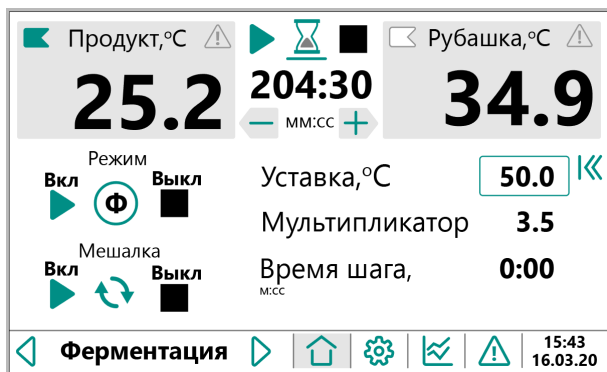 Продукт,°C
Рубашка,°C
25.2
204:30
мм:сс
34.9
Режим
Вкл
Выкл
Ф
Мешалка
Вкл
Выкл
Уставка,°C
50.0
Мультипликатор
3.5
Время шага,
0:00
м:сс
Ферментация
15:43
16.03.20